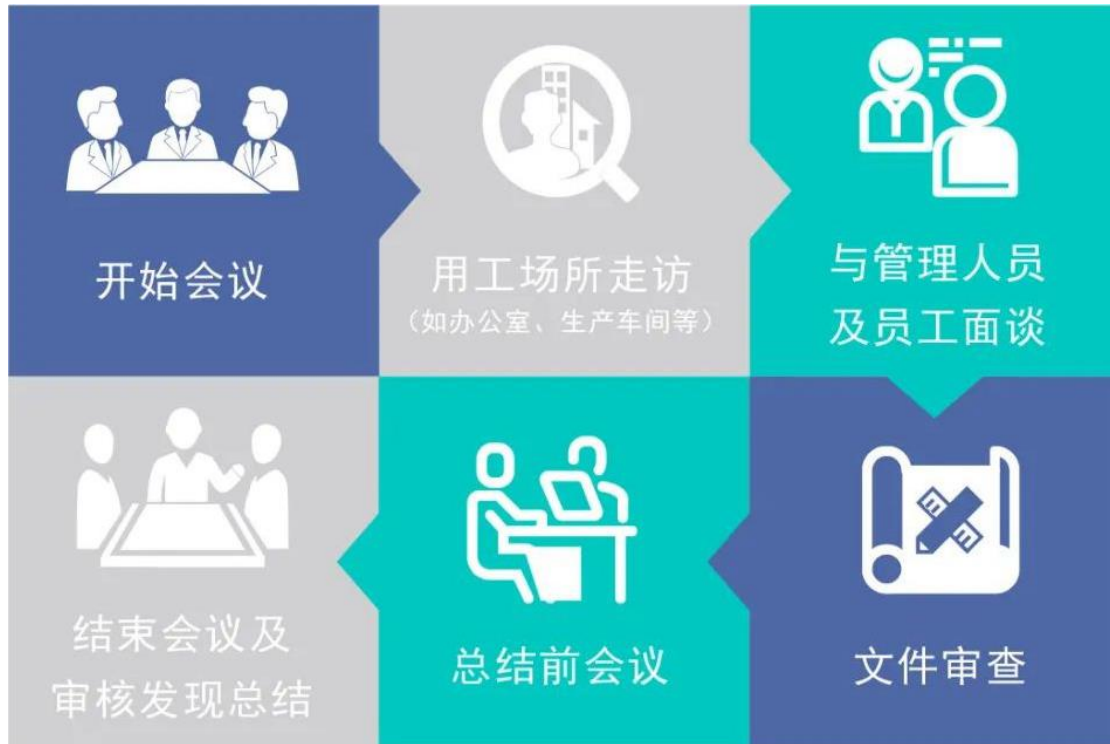 开始会议
用工场所走访
（如办公室、生产车间等）
与管理人员
及员工面谈
文件审查
总结前会议
结束会议及
审核发现总结